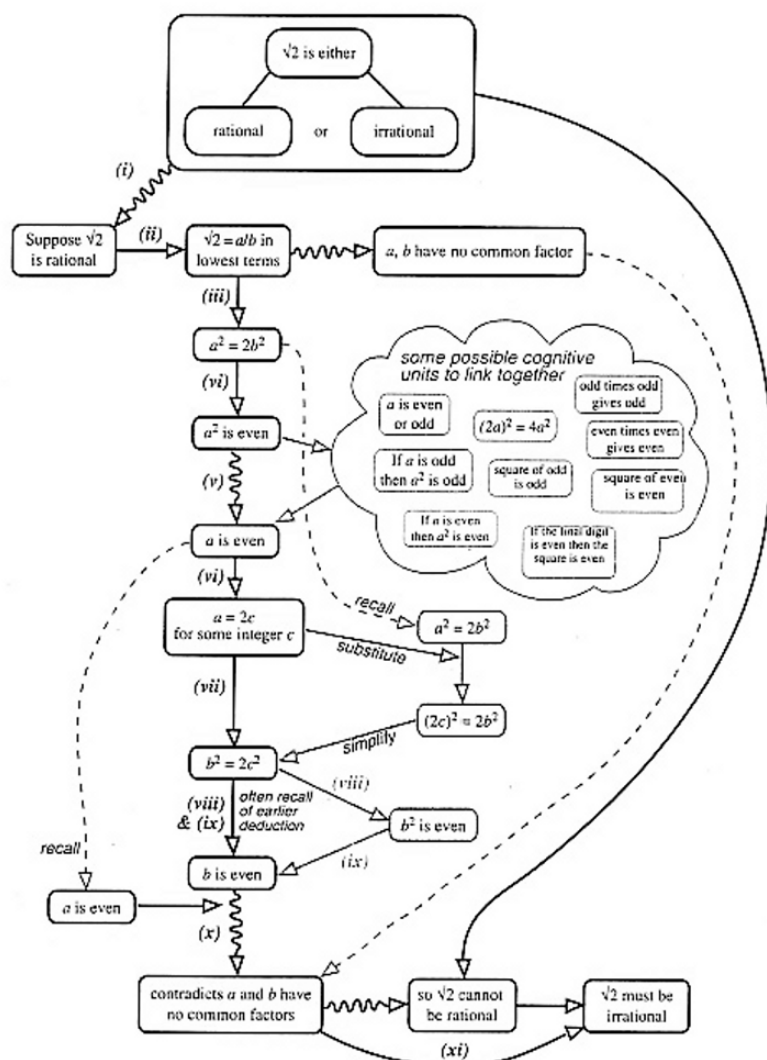 √2 is either
rational or irrational
(i)
Suppose √2
is rational
(ii)
√2 = a/b in
lowest terms
a, b have no common factor
(iii)
a² = 2b²
(vi)
a² is even
some possible cognitive
units to link together
odd times odd
gives odd
a is even
or odd
(2a)² = 4a²
even times even
gives even
If a is odd
then a² is odd
square of odd
is odd
square of even
is even
If a is even
then a² is even
If the final digit
is even then the
square is even
(v)
a is even
(vi)
a = 2c
for some integer c
recall
a² = 2b²
substitute
(vii)
(2c)² = 2b²
simplify
b² = 2c²
(viii)
(viii)
& (ix)
often recall
of earlier
deduction
b² is even
(ix)
b is even
recall
a is even
(x)
contradicts a and b have
no common factors
so √2 cannot
be rational
√2 must be
irrational
(xi)